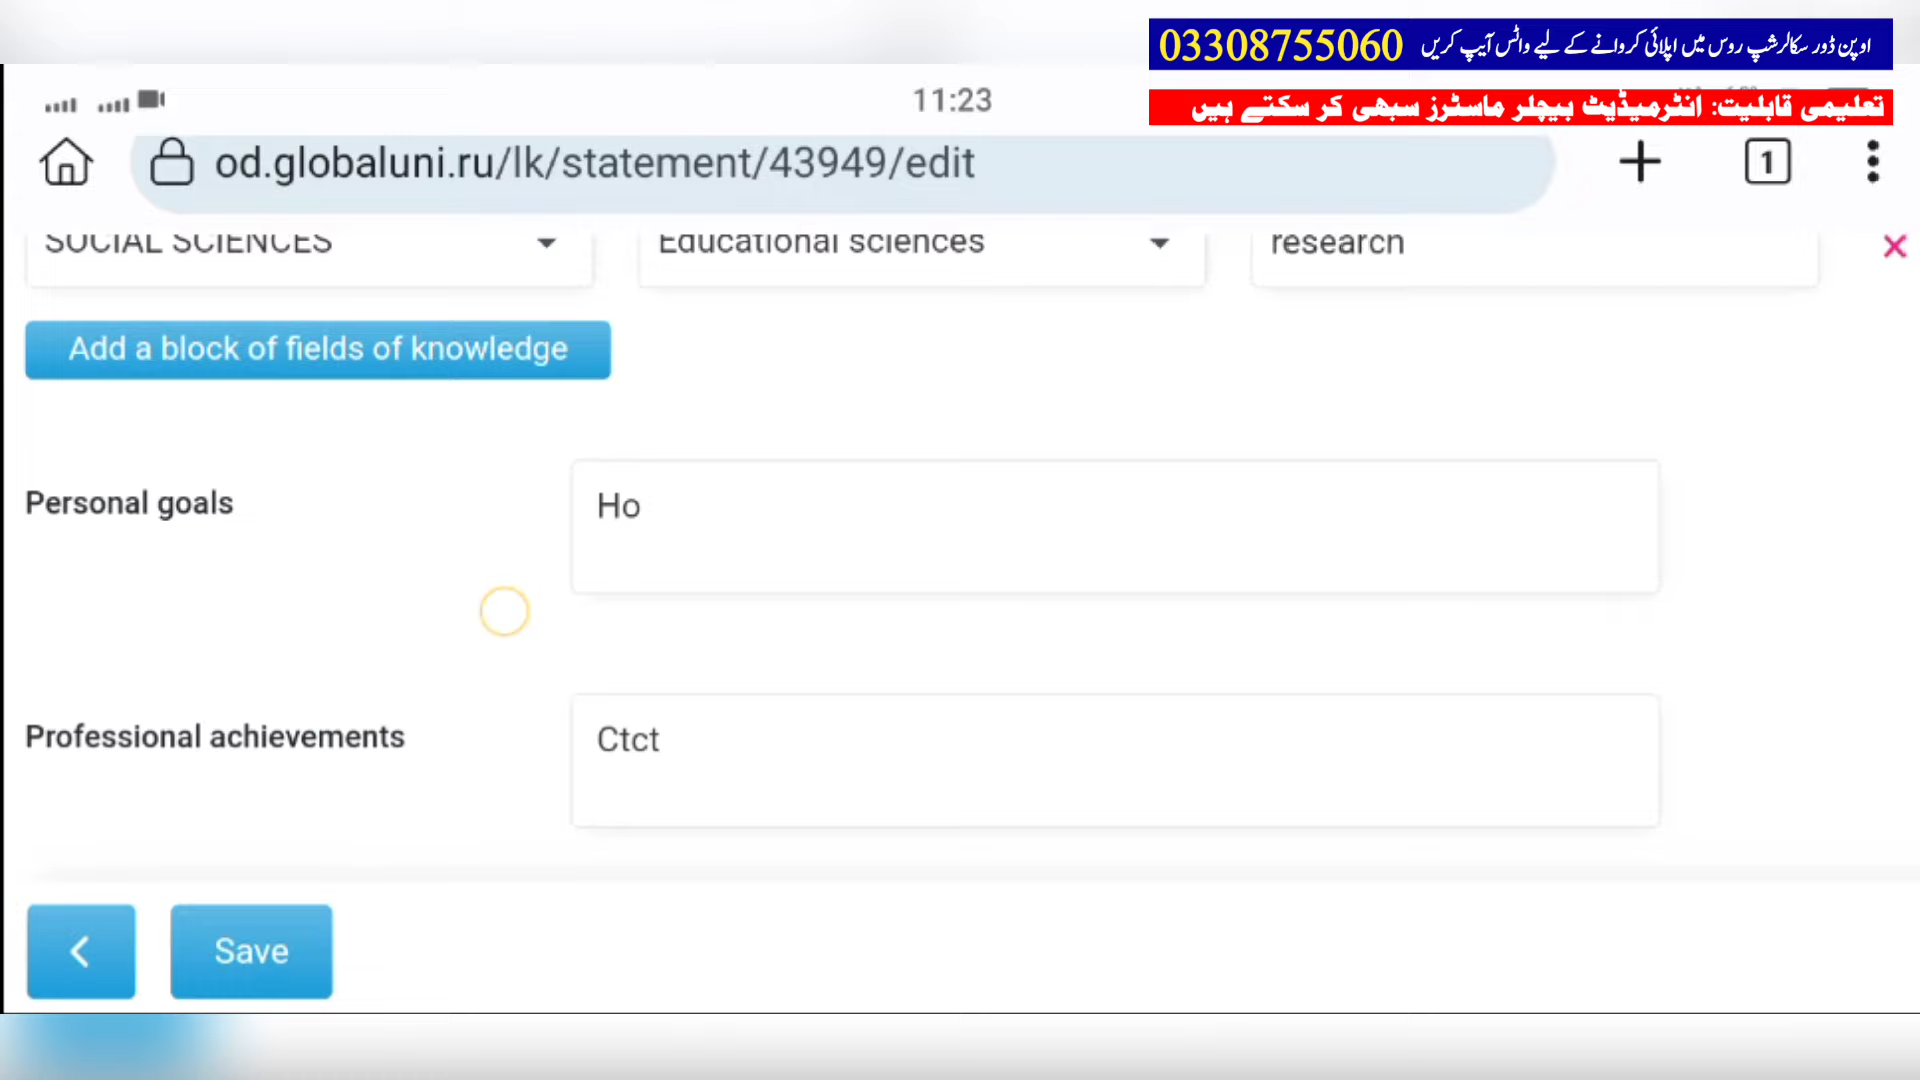 03308755060 اوپن ڈور سکالرشپ روس میں اپلائی کروانے کے لیے واٹس آیپ کریں
تعلیمی قابلیت: انٹرمیڈیٹ بیچلر ماسٹرز سبھی کر سکتے ہیں
11:23
od.globaluni.ru/lk/statement/43949/edit
1
SOCIAL SCIENCES Educational sciences research
Add a block of fields of knowledge
Personal goals Ho
Professional achievements Ctct
Save